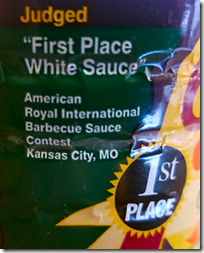 Judged
"First Place
White Sauce"
American
Royal International
Barbecue Sauce
Contest
Kansas City, MO
1st
PLACE